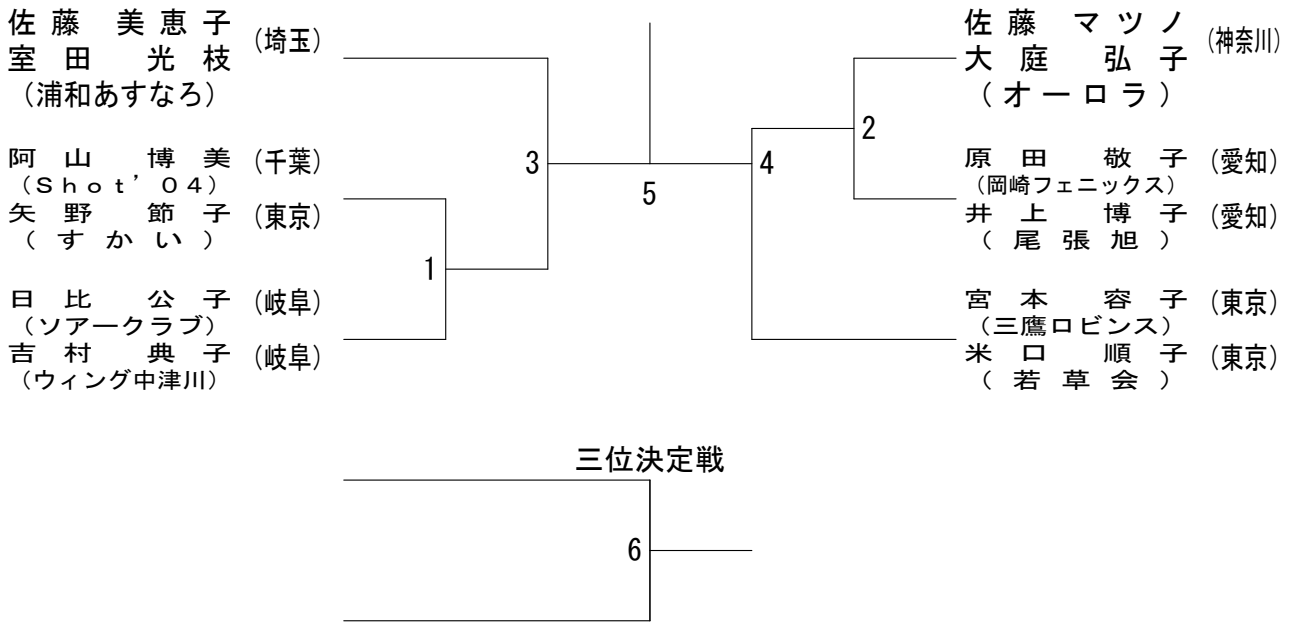 佐藤 美恵子 (埼玉)
室田 光枝
(浦和あすなろ)
阿山 博美 (千葉)
(Shot'04)
矢野 節子 (東京)
(すかい)
日比 公子 (岐阜)
(ソアークラブ)
吉村 典子 (岐阜)
(ウィング中津川)
1
3
5
4
2
佐藤 マツノ (神奈川)
大庭 弘子
(オーロラ)
原田 敬子 (愛知)
(岡崎フェニックス)
井上 博子 (愛知)
(尾張旭)
宮本 容子 (東京)
(三鷹ロビンス)
米口 順子 (東京)
(若草会)
三位決定戦
6